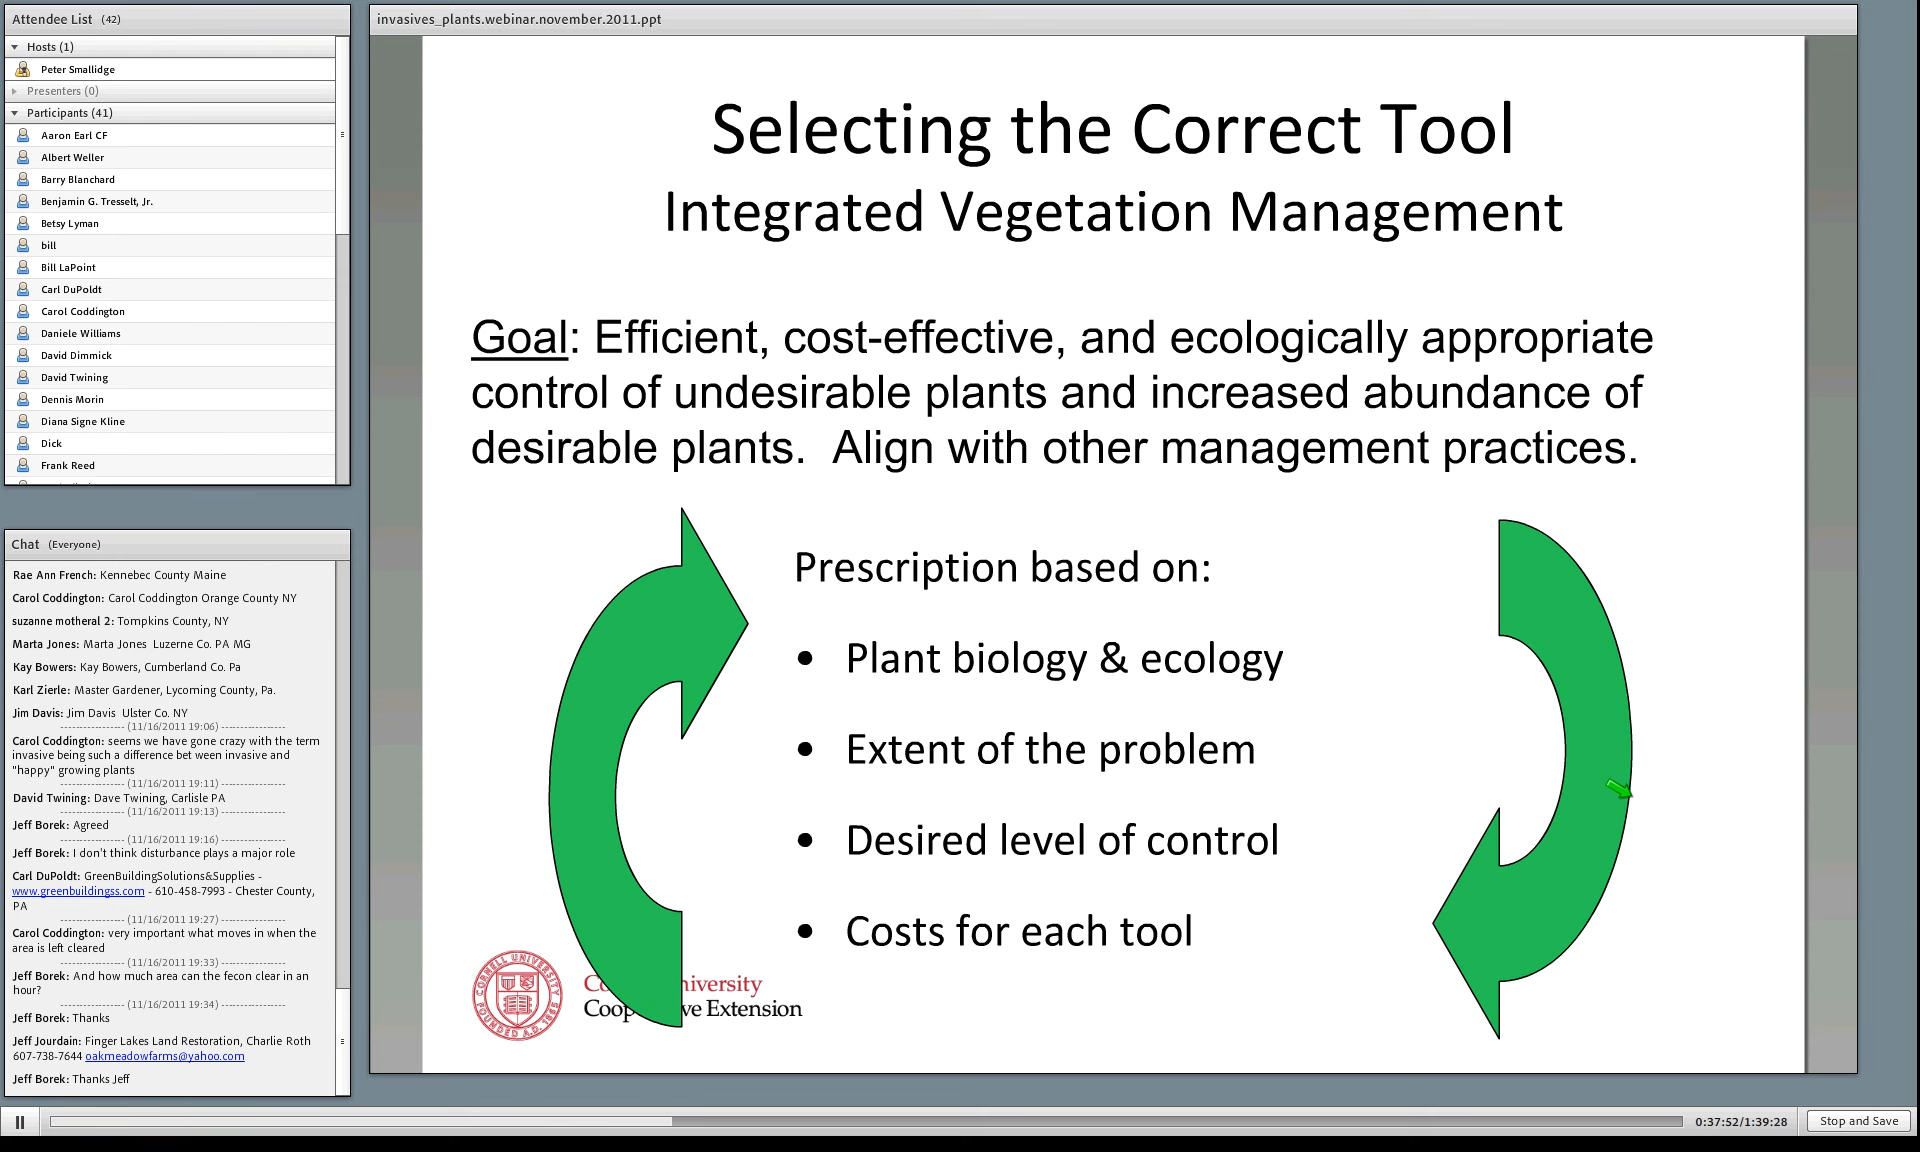 Attendee List (42)
Hosts (1)
Peter Smallidge
Presenters (0)
Participants (41)
Aaron Earl CF
Albert Weller
Barry Blanchard
Benjamin G. Tresselt, Jr.
Betsy Lyman
bill
Bill LaPoint
Carl DuPoldt
Carol Coddington
Daniele Williams
David Dimmick
David Twining
Dennis Morin
Diana Signe Kline
Dick
Frank Reed
Chat (Everyone)
Rae Ann French: Kennebec County Maine
Carol Coddington: Carol Coddington Orange County NY
suzanne motheral 2: Tompkins County, NY
Marta Jones: Marta Jones Luzerne Co. PA MG
Kay Bowers: Kay Bowers, Cumberland Co. Pa
Karl Zierle: Master Gardener, Lycoming County, Pa.
Jim Davis: Jim Davis Ulster Co. NY
----------------- (11/16/2011 19:06) -----------------
Carol Coddington: seems we have gone crazy with the term
invasive being such a difference bet ween invasive and
"happy" growing plants
----------------- (11/16/2011 19:11) -----------------
David Twining: Dave Twining, Carlisle PA
----------------- (11/16/2011 19:13) -----------------
Jeff Borek: Agreed
----------------- (11/16/2011 19:16) -----------------
Jeff Borek: I don't think disturbance plays a major role
Carl DuPoldt: GreenBuildingSolutions&Supplies -
www.greenbuildingss.com - 610-458-7993 - Chester County,
PA
----------------- (11/16/2011 19:27) -----------------
Carol Coddington: very important what moves in when the
area is left cleared
----------------- (11/16/2011 19:33) -----------------
Jeff Borek: And how much area can the fecon clear in an
hour?
----------------- (11/16/2011 19:34) -----------------
Jeff Borek: Thanks
Jeff Jourdain: Finger Lakes Land Restoration, Charlie Roth
607-738-7644 oakmeadowfarms@yahoo.com
Jeff Borek: Thanks Jeff
invasives_plants.webinar.november.2011.ppt
Selecting the Correct Tool
Integrated Vegetation Management
Goal: Efficient, cost-effective, and ecologically appropriate
control of undesirable plants and increased abundance of
desirable plants. Align with other management practices.
Prescription based on:
• Plant biology & ecology
• Extent of the problem
• Desired level of control
• Costs for each tool
CORNELL UNIVERSITY
FOUNDED A.D. 1865
Co niversity
Coop ve Extension
0:37:52/1:39:28
Stop and Save